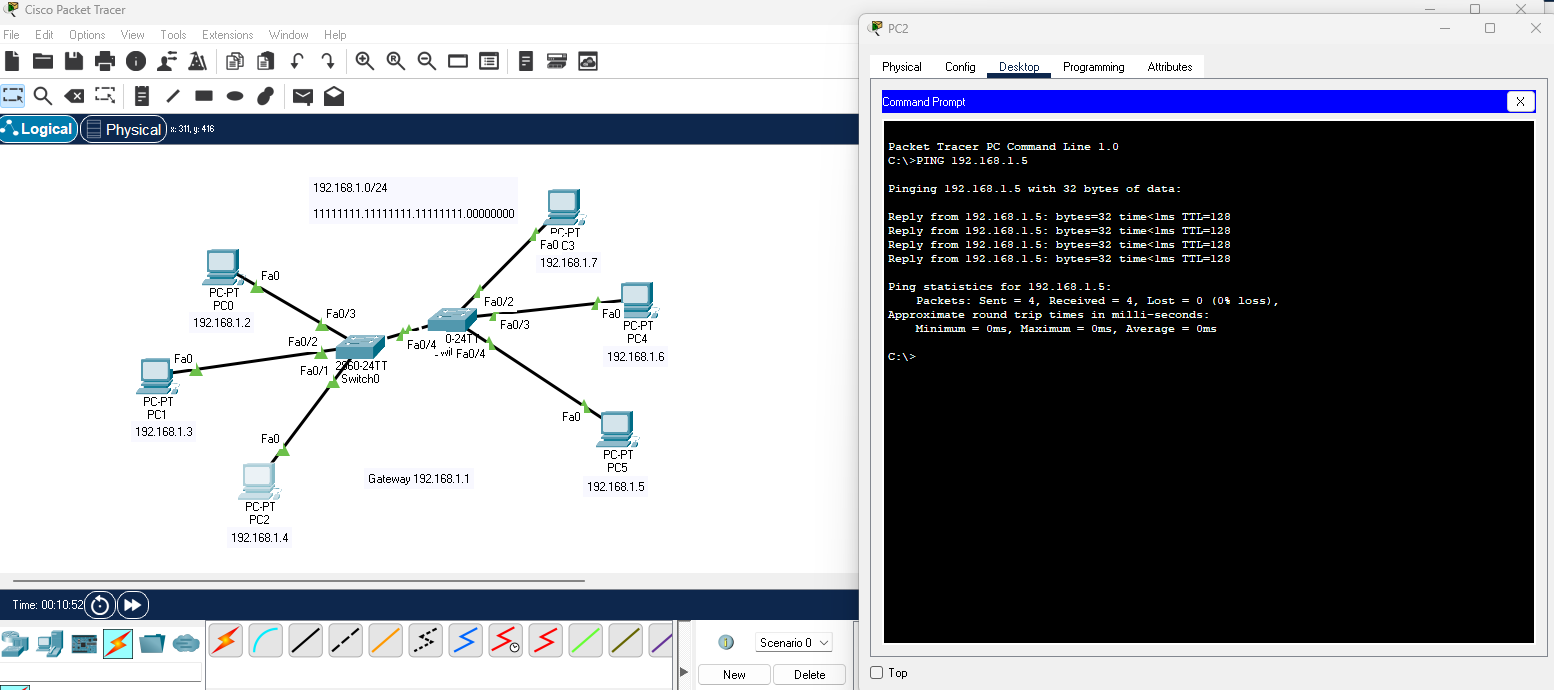 Cisco Packet Tracer
File Edit Options View Tools Extensions Window Help
Logical Physical x: 311, y: 416
192.168.1.0/24
11111111.11111111.11111111.00000000
PC-PT
Fa0 C3
192.168.1.7
Fa0
PC-PT
PC0
192.168.1.2
Fa0/3
Fa0/2
Fa0/1
2960-24TT
Switch0
Fa0/4
Fa0/2
Fa0/3
0-24TT
Fa0/4
Fa0
PC-PT
PC4
192.168.1.6
Fa0
PC-PT
PC1
192.168.1.3
Fa0
PC-PT
PC5
192.168.1.5
Fa0
PC-PT
PC2
192.168.1.4
Gateway 192.168.1.1
Time: 00:10:52
Scenario 0
New Delete
PC2
Physical Config Desktop Programming Attributes
Command Prompt
X
Packet Tracer PC Command Line 1.0
C:\>PING 192.168.1.5
Pinging 192.168.1.5 with 32 bytes of data:
Reply from 192.168.1.5: bytes=32 time<1ms TTL=128
Reply from 192.168.1.5: bytes=32 time<1ms TTL=128
Reply from 192.168.1.5: bytes=32 time<1ms TTL=128
Reply from 192.168.1.5: bytes=32 time<1ms TTL=128
Ping statistics for 192.168.1.5:
Packets: Sent = 4, Received = 4, Lost = 0 (0% loss),
Approximate round trip times in milli-seconds:
Minimum = 0ms, Maximum = 0ms, Average = 0ms
C:\>
Top